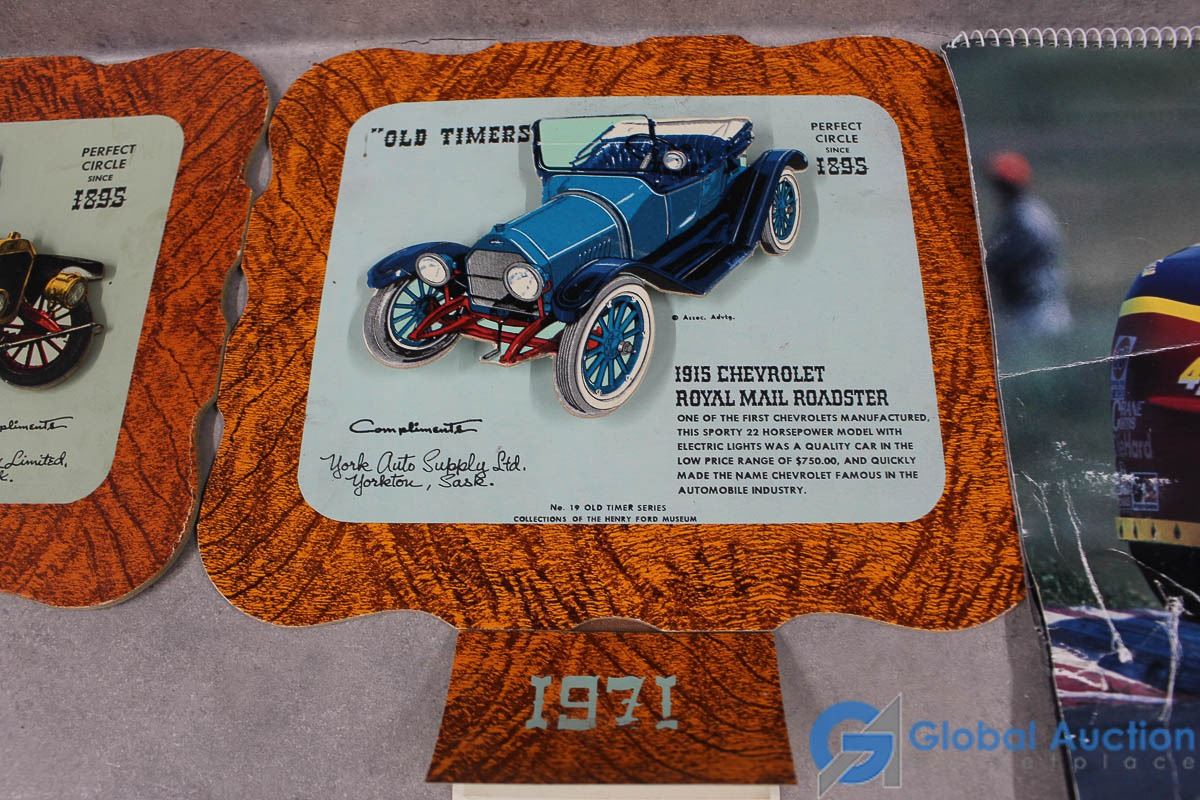 PERFECT
CIRCLE
SINCE
1895
Limited,
"OLD TIMERS
PERFECT
CIRCLE
SINCE
1895
© Assoc. Advtg.
1915 CHEVROLET
ROYAL MAIL ROADSTER
ONE OF THE FIRST CHEVROLETS MANUFACTURED,
THIS SPORTY 22 HORSEPOWER MODEL WITH
ELECTRIC LIGHTS WAS A QUALITY CAR IN THE
LOW PRICE RANGE OF $750.00, AND QUICKLY
MADE THE NAME CHEVROLET FAMOUS IN THE
AUTOMOBILE INDUSTRY.
Compliments
York Auto Supply Ltd.
Yorkton, Sask.
No. 19 OLD TIMER SERIES
COLLECTIONS OF THE HENRY FORD MUSEUM
1971
Global Auction